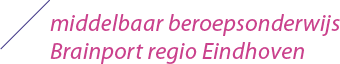 middelbaar beroepsonderwijs
Brainport regio Eindhoven